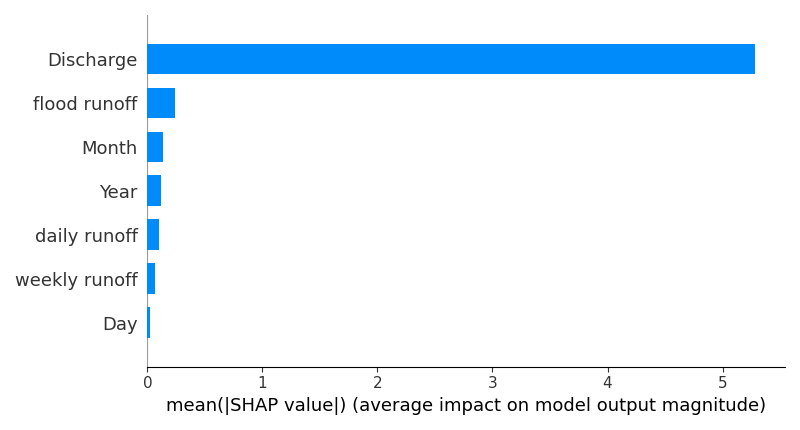 Discharge
flood runoff
Month
Year
daily runoff
weekly runoff
Day
0 1 2 3 4 5
mean(|SHAP value|) (average impact on model output magnitude)